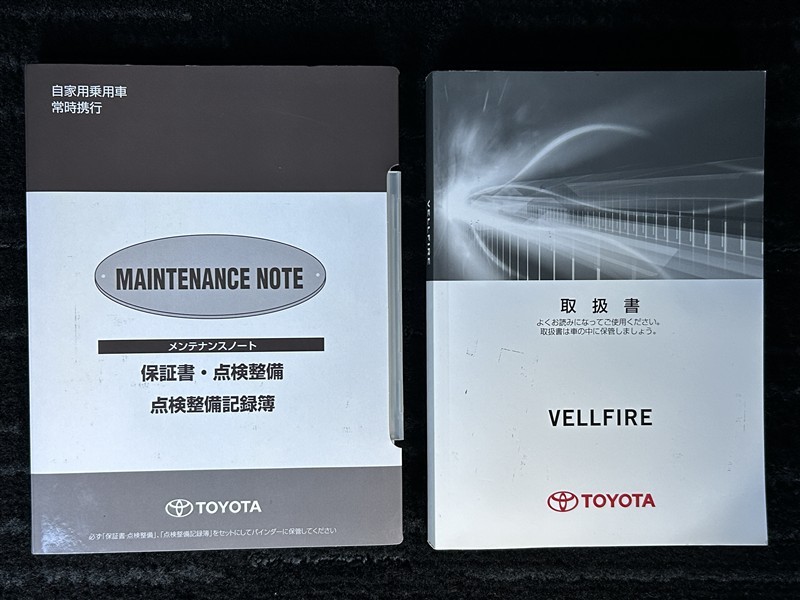 自家用乗用車
常時携行
MAINTENANCE NOTE
メンテナンスノート
保証書・点検整備
点検整備記録簿
TOYOTA
必ず「保証書・点検整備」、「点検整備記録簿」をセットにしてバインダーに保管してください
VELLFIRE
取扱書
よくお読みになってご使用ください。
取扱書は車の中に保管しましょう。
VELLFIRE
TOYOTA